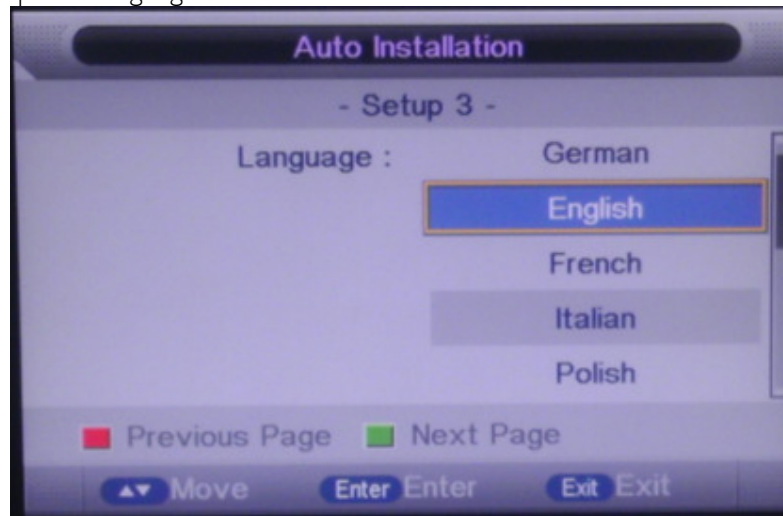 Auto Installation
- Setup 3 -
Language : German
English
French
Italian
Polish
Previous Page Next Page
Move Enter Enter Exit Exit